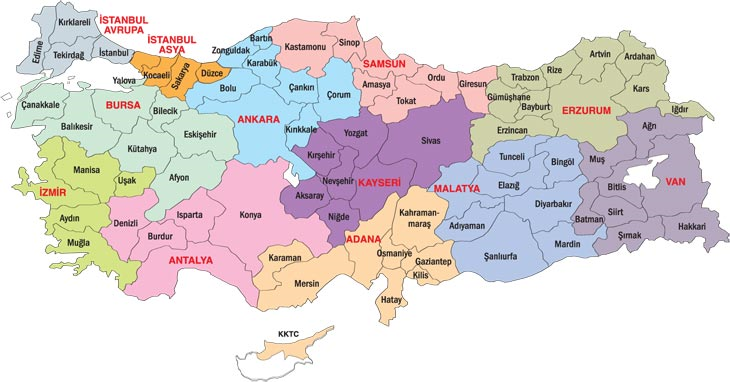 Kırklareli
İSTANBUL
AVRUPA
Edirne
Tekirdağ
İstanbul
İSTANBUL
ASYA
Kocaeli
Sakarya
Düzce
Yalova
Zonguldak
Bartın
Karabük
Bolu
Kastamonu
Sinop
SAMSUN
Çankırı
Çorum
Amasya
Ordu
Giresun
Tokat
Trabzon
Rize
Artvin
Ardahan
Gümüşhane
Bayburt
Kars
ERZURUM
Iğdır
Erzincan
Ağrı
Çanakkale
BURSA
Bilecik
Balıkesir
Eskişehir
Kütahya
ANKARA
Kırıkkale
Yozgat
Sivas
Kırşehir
Manisa
İZMİR
Uşak
Afyon
Nevşehir
KAYSERİ
Aksaray
Niğde
MALATYA
Tunceli
Bingöl
Elazığ
Diyarbakır
Muş
VAN
Bitlis
Siirt
Batman
Hakkari
Şırnak
Aydın
Muğla
Denizli
Isparta
Burdur
Konya
ANTALYA
Karaman
Mersin
ADANA
Kahraman-
maraş
Osmaniye
Gaziantep
Kilis
Hatay
Adıyaman
Şanlıurfa
Mardin
KKTC